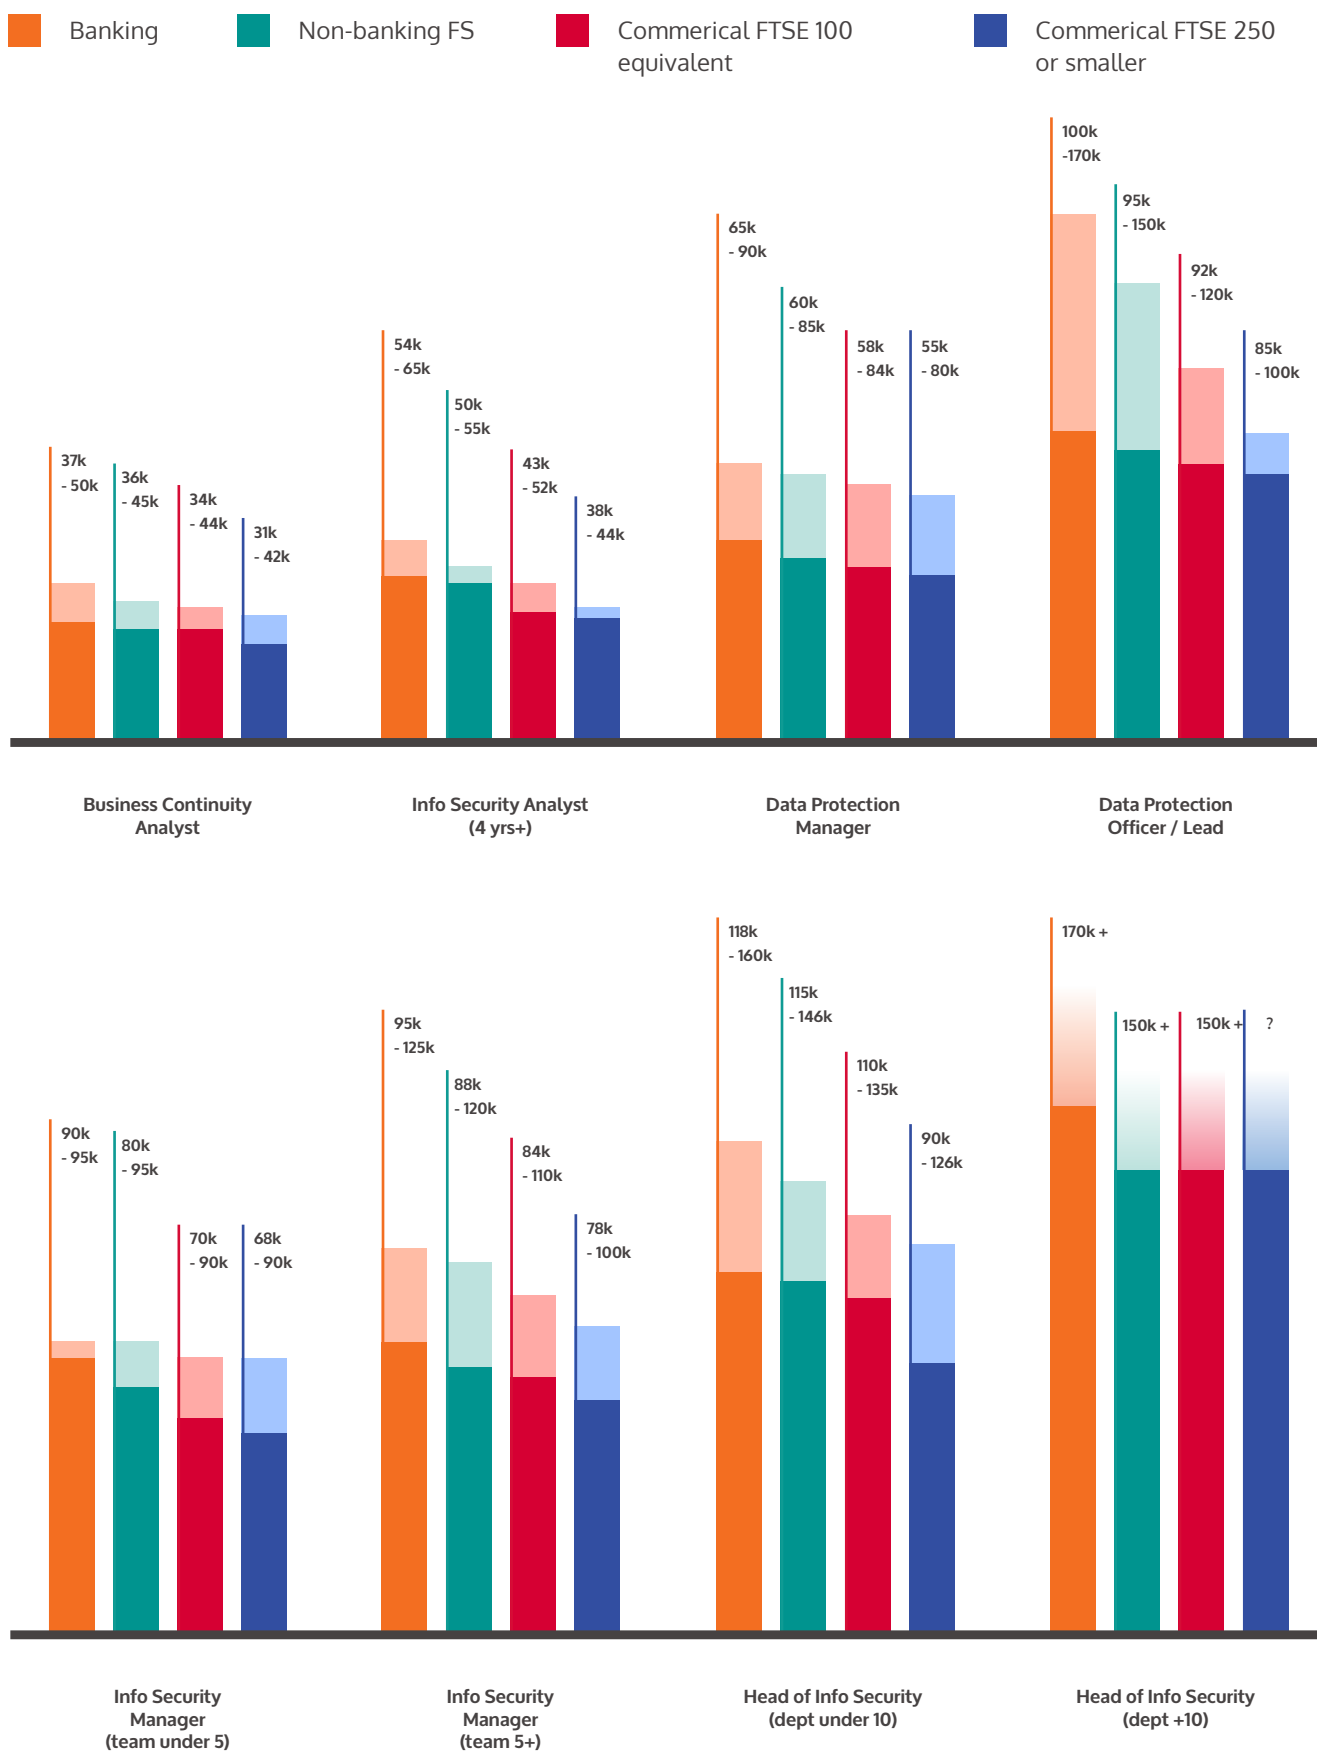 Banking
Non-banking FS
Commerical FTSE 100
equivalent
Commerical FTSE 250
or smaller
37k
- 50k
36k
- 45k
34k
- 44k
31k
- 42k
54k
- 65k
50k
- 55k
43k
- 52k
38k
- 44k
65k
- 90k
60k
- 85k
58k
- 84k
55k
- 80k
100k
-170k
95k
- 150k
92k
- 120k
85k
- 100k
Business Continuity
Analyst
Info Security Analyst
(4 yrs+)
Data Protection
Manager
Data Protection
Officer / Lead
90k
- 95k
80k
- 95k
70k
- 90k
68k
- 90k
95k
- 125k
88k
- 120k
84k
- 110k
78k
- 100k
118k
- 160k
115k
- 146k
110k
- 135k
90k
- 126k
170k +
150k +
150k +
?
Info Security
Manager
(team under 5)
Info Security
Manager
(team 5+)
Head of Info Security
(dept under 10)
Head of Info Security
(dept +10)